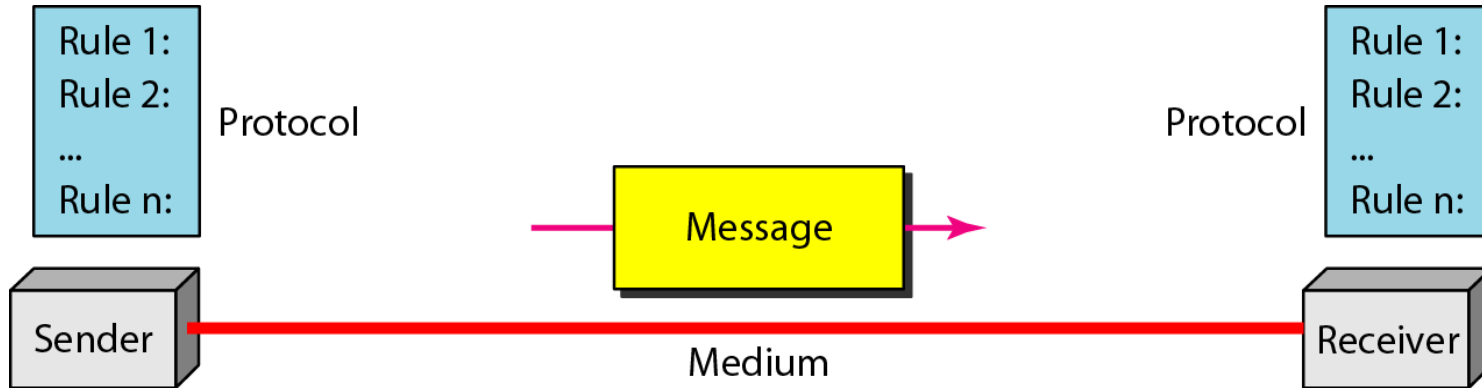 Rule 1:
Rule 2:
...
Rule n:
Protocol
Message
Protocol
Rule 1:
Rule 2:
...
Rule n:
Sender
Medium
Receiver